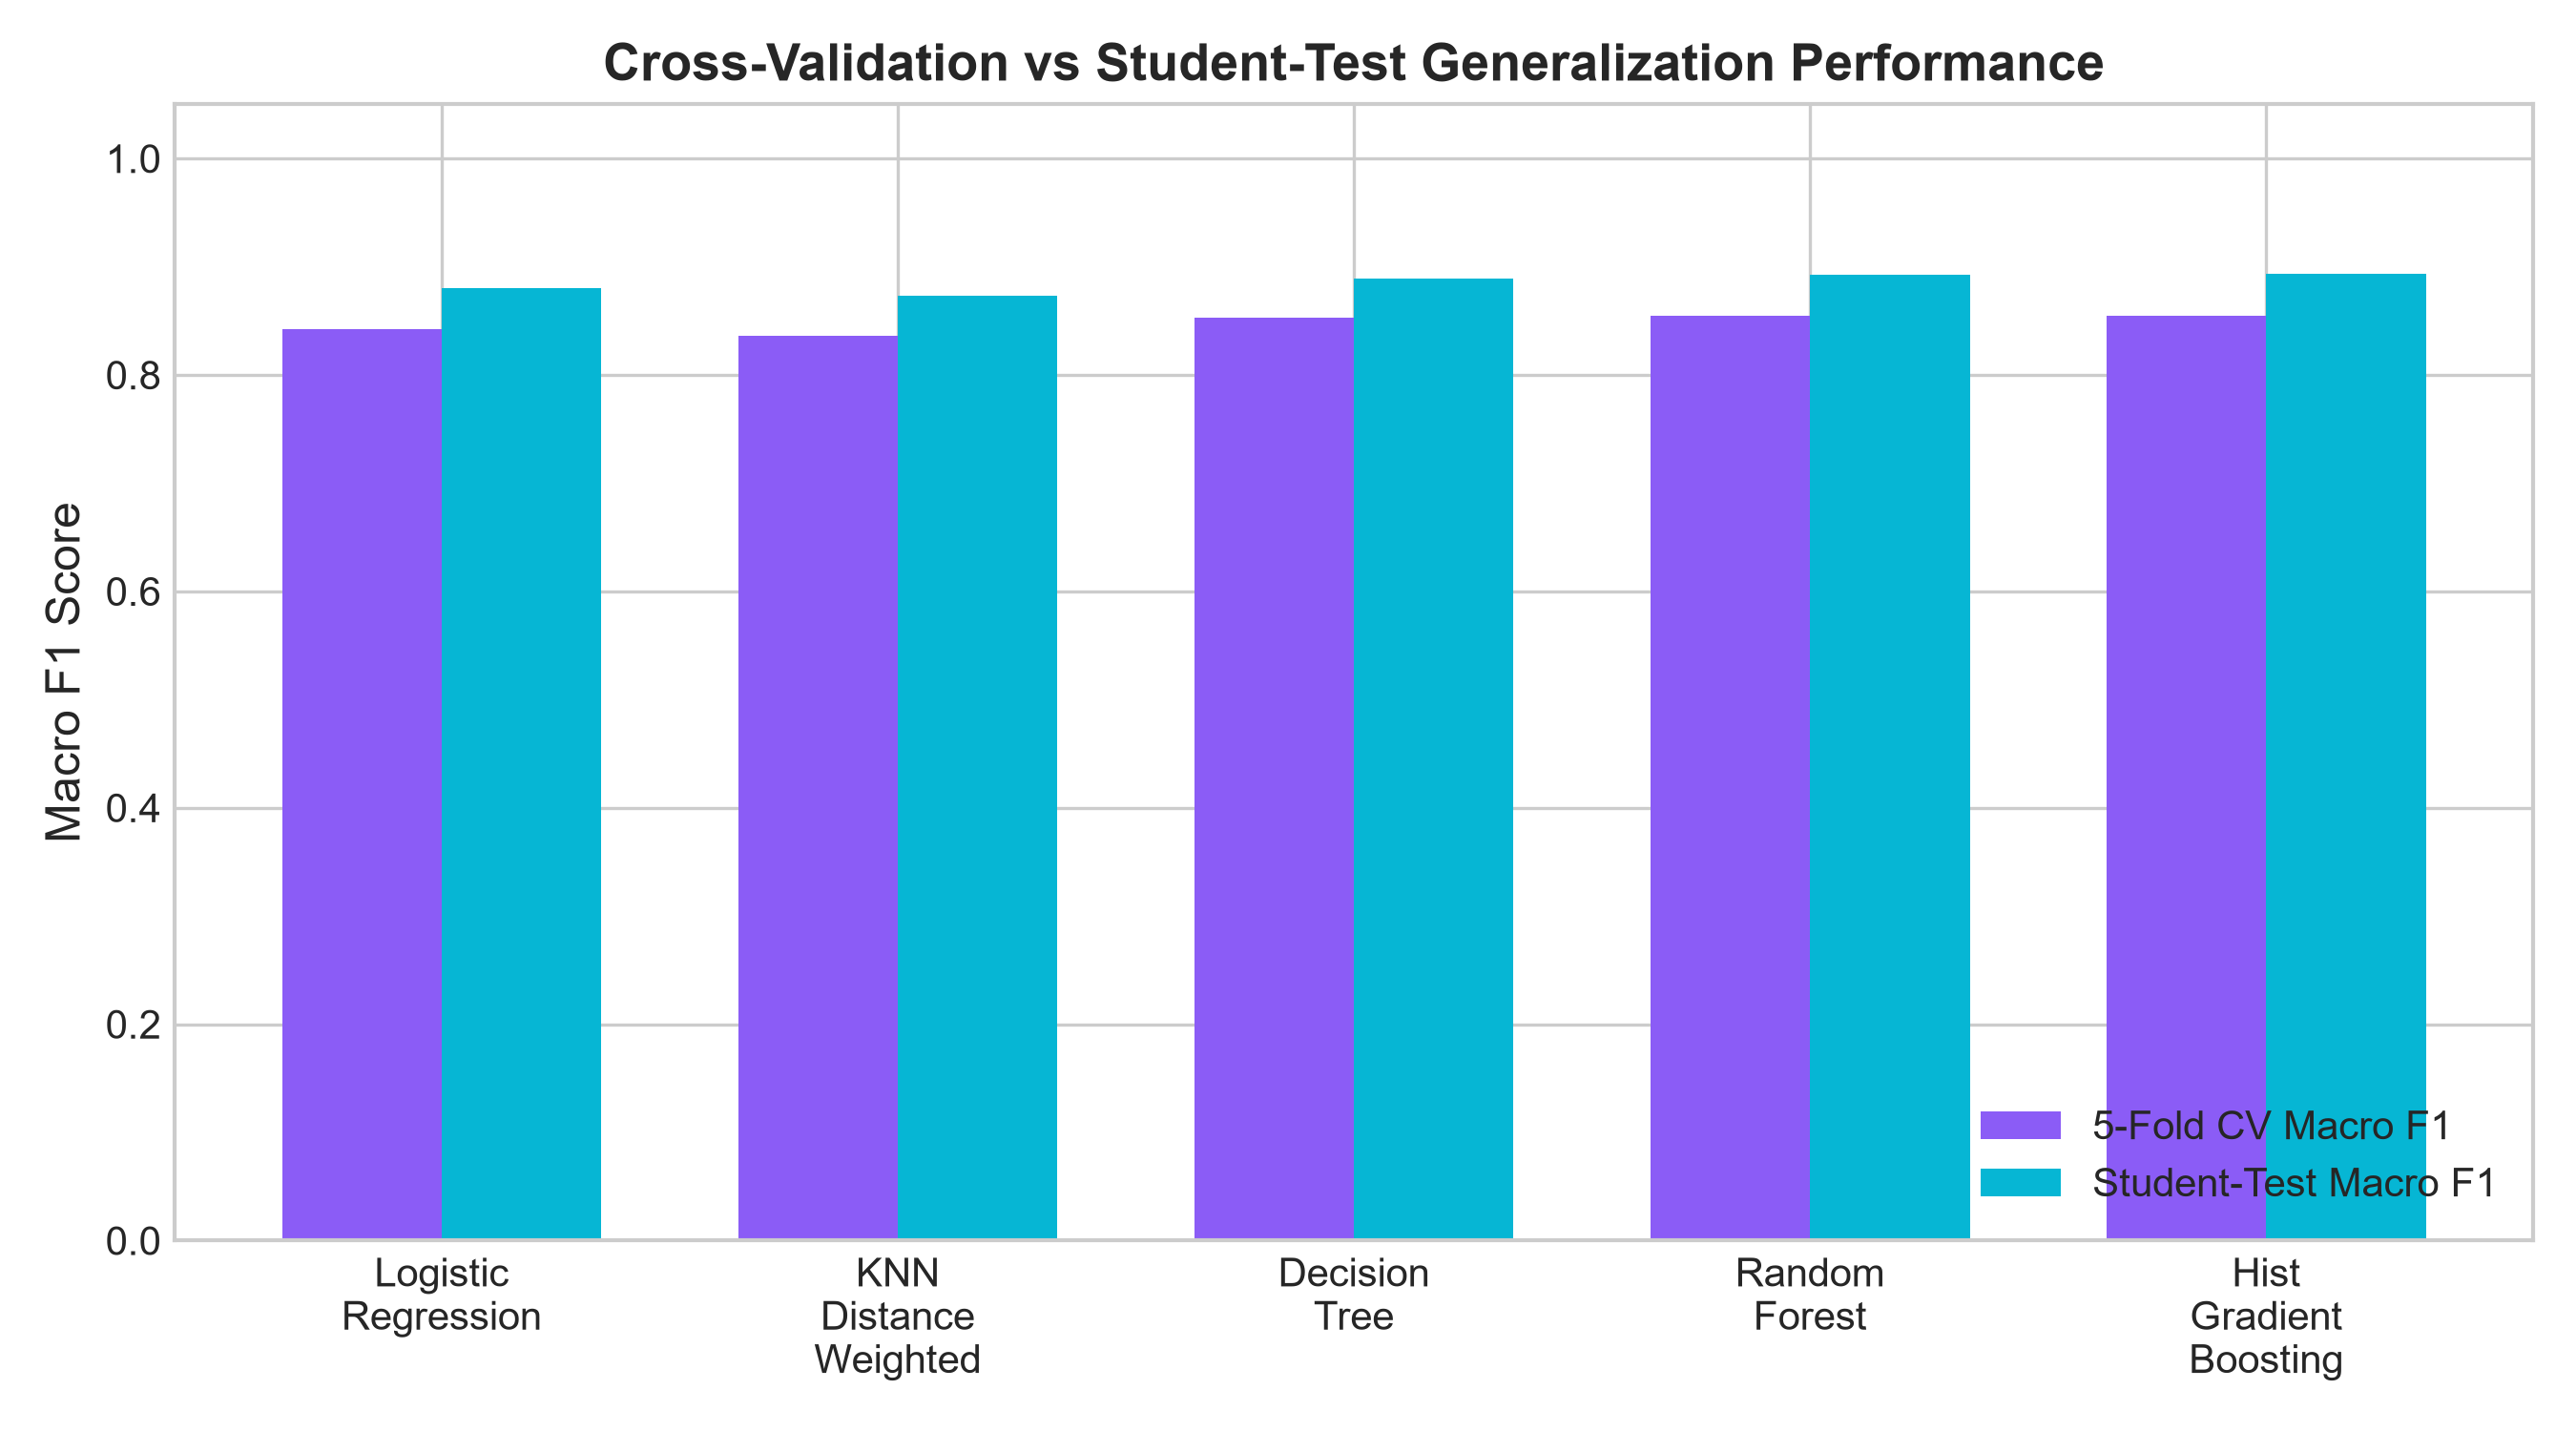 Cross-Validation vs Student-Test Generalization Performance
Macro F1 Score
1.0
0.8
0.6
0.4
0.2
0.0
Logistic
Regression
KNN
Distance
Weighted
Decision
Tree
Random
Forest
Hist
Gradient
Boosting
5-Fold CV Macro F1
Student-Test Macro F1